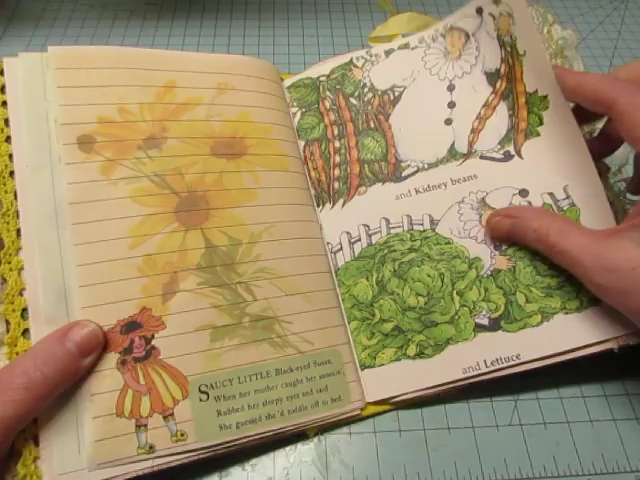 SAUCY LITTLE Black-eyed Susan,
When her mother caught her snoozin',
Rubbed her sleepy eyes and said
She guessed she'd toddle off to bed.
and Kidney beans
and Lettuce